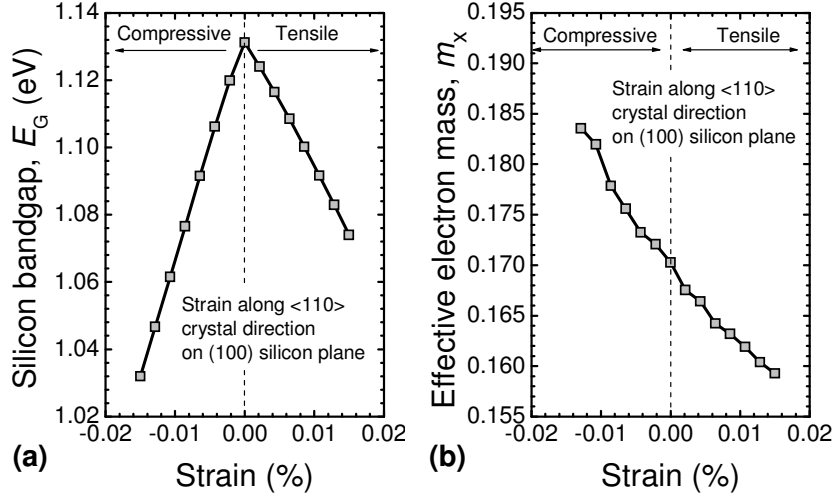 1.14
1.12
1.10
1.08
1.06
1.04
1.02
-0.02 -0.01 0.00 0.01 0.02
Silicon bandgap, E_G (eV)
Compressive Tensile
Strain along <110>
crystal direction
on (100) silicon plane
(a)
Strain (%)
0.195
0.190
0.185
0.180
0.175
0.170
0.165
0.160
0.155
-0.02 -0.01 0.00 0.01 0.02
Effective electron mass, m_x
Compressive Tensile
Strain along <110>
crystal direction
on (100) silicon plane
(b)
Strain (%)